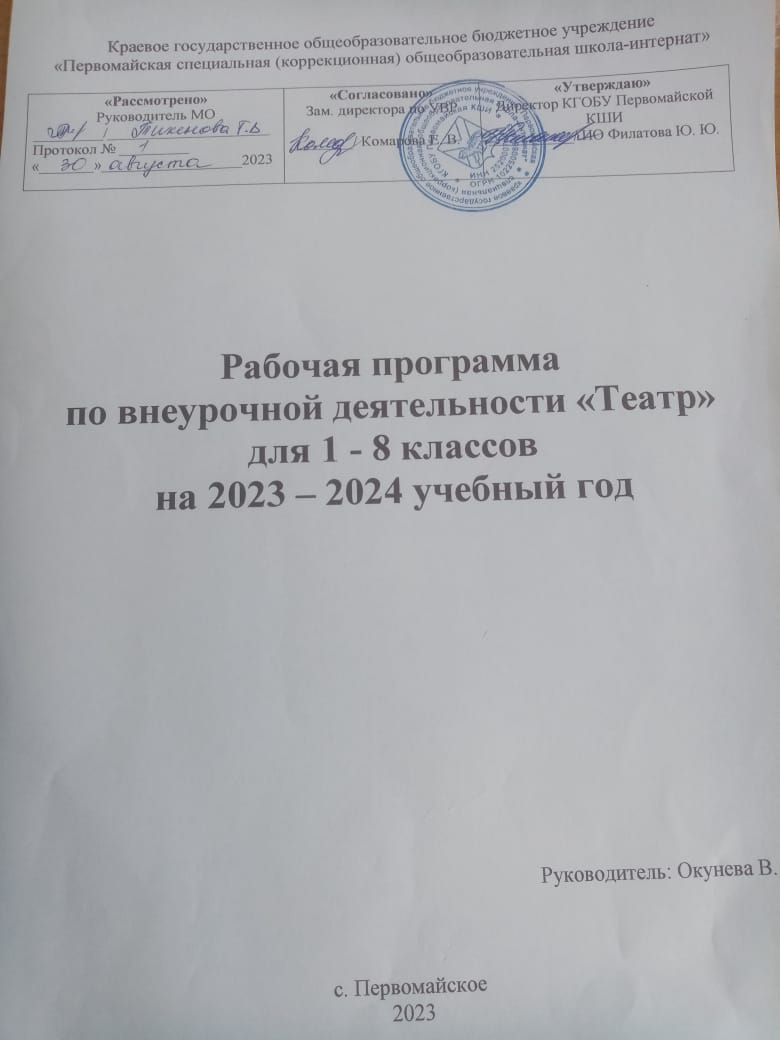 Краевое государственное общеобразовательное бюджетное учреждение
«Первомайская специальная (коррекционная) общеобразовательная школа-интернат»
«Рассмотрено»
Руководитель МО
Тихонова Г.В
Протокол № 1
« 30 » августа 2023
«Согласовано»
Зам. директора по УВР
Комарова Е. В.
«Утверждаю»
Директор КГОБУ Первомайской
КШИ
ИО Филатова Ю. Ю.
Рабочая программа
по внеурочной деятельности «Театр»
для 1 - 8 классов
на 2023 – 2024 учебный год
Руководитель: Окунева В.
с. Первомайское
2023